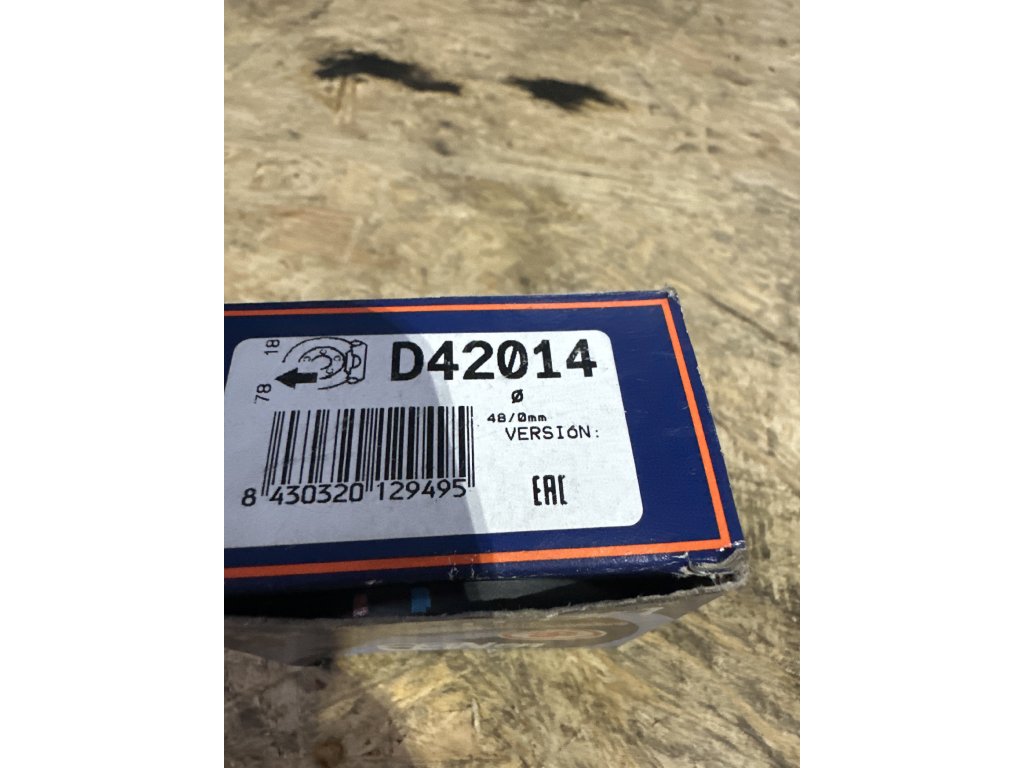 18
78
D42014
ø
48/0mm
VERSIÓN:
8 430320 129495
EAC